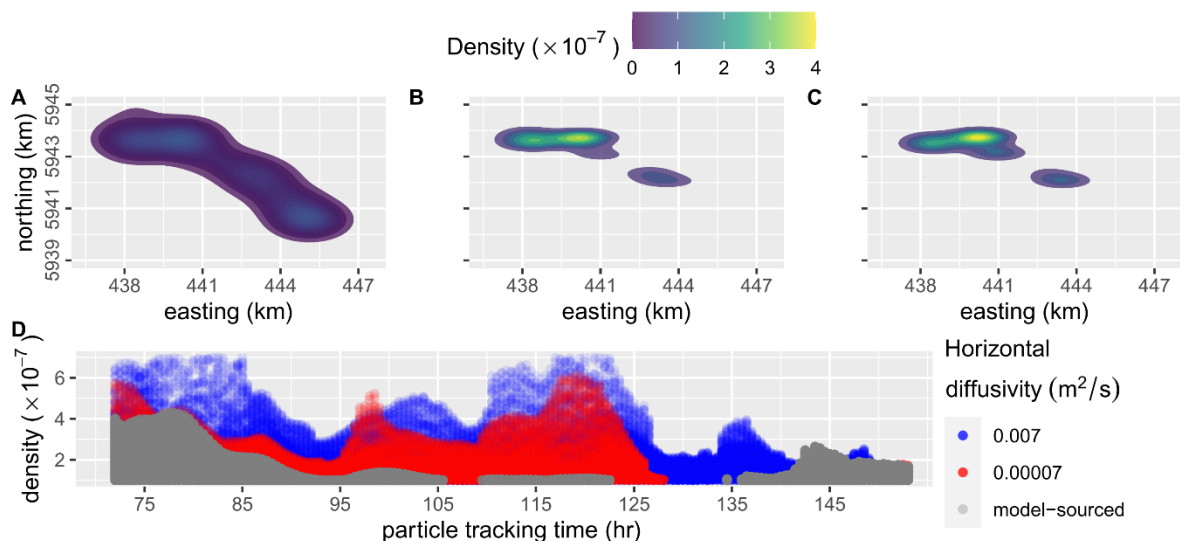 Density (×10⁻⁷)
0 1 2 3 4
A B C
northing (km)
5945
5943
5941
5939
438 441 444 447
438 441 444 447
438 441 444 447
easting (km) easting (km) easting (km)
D
density (×10⁻⁷)
6
4
2
75 85 95 105 115 125 135 145
particle tracking time (hr)
Horizontal
diffusivity (m²/s)
0.007
0.00007
model−sourced